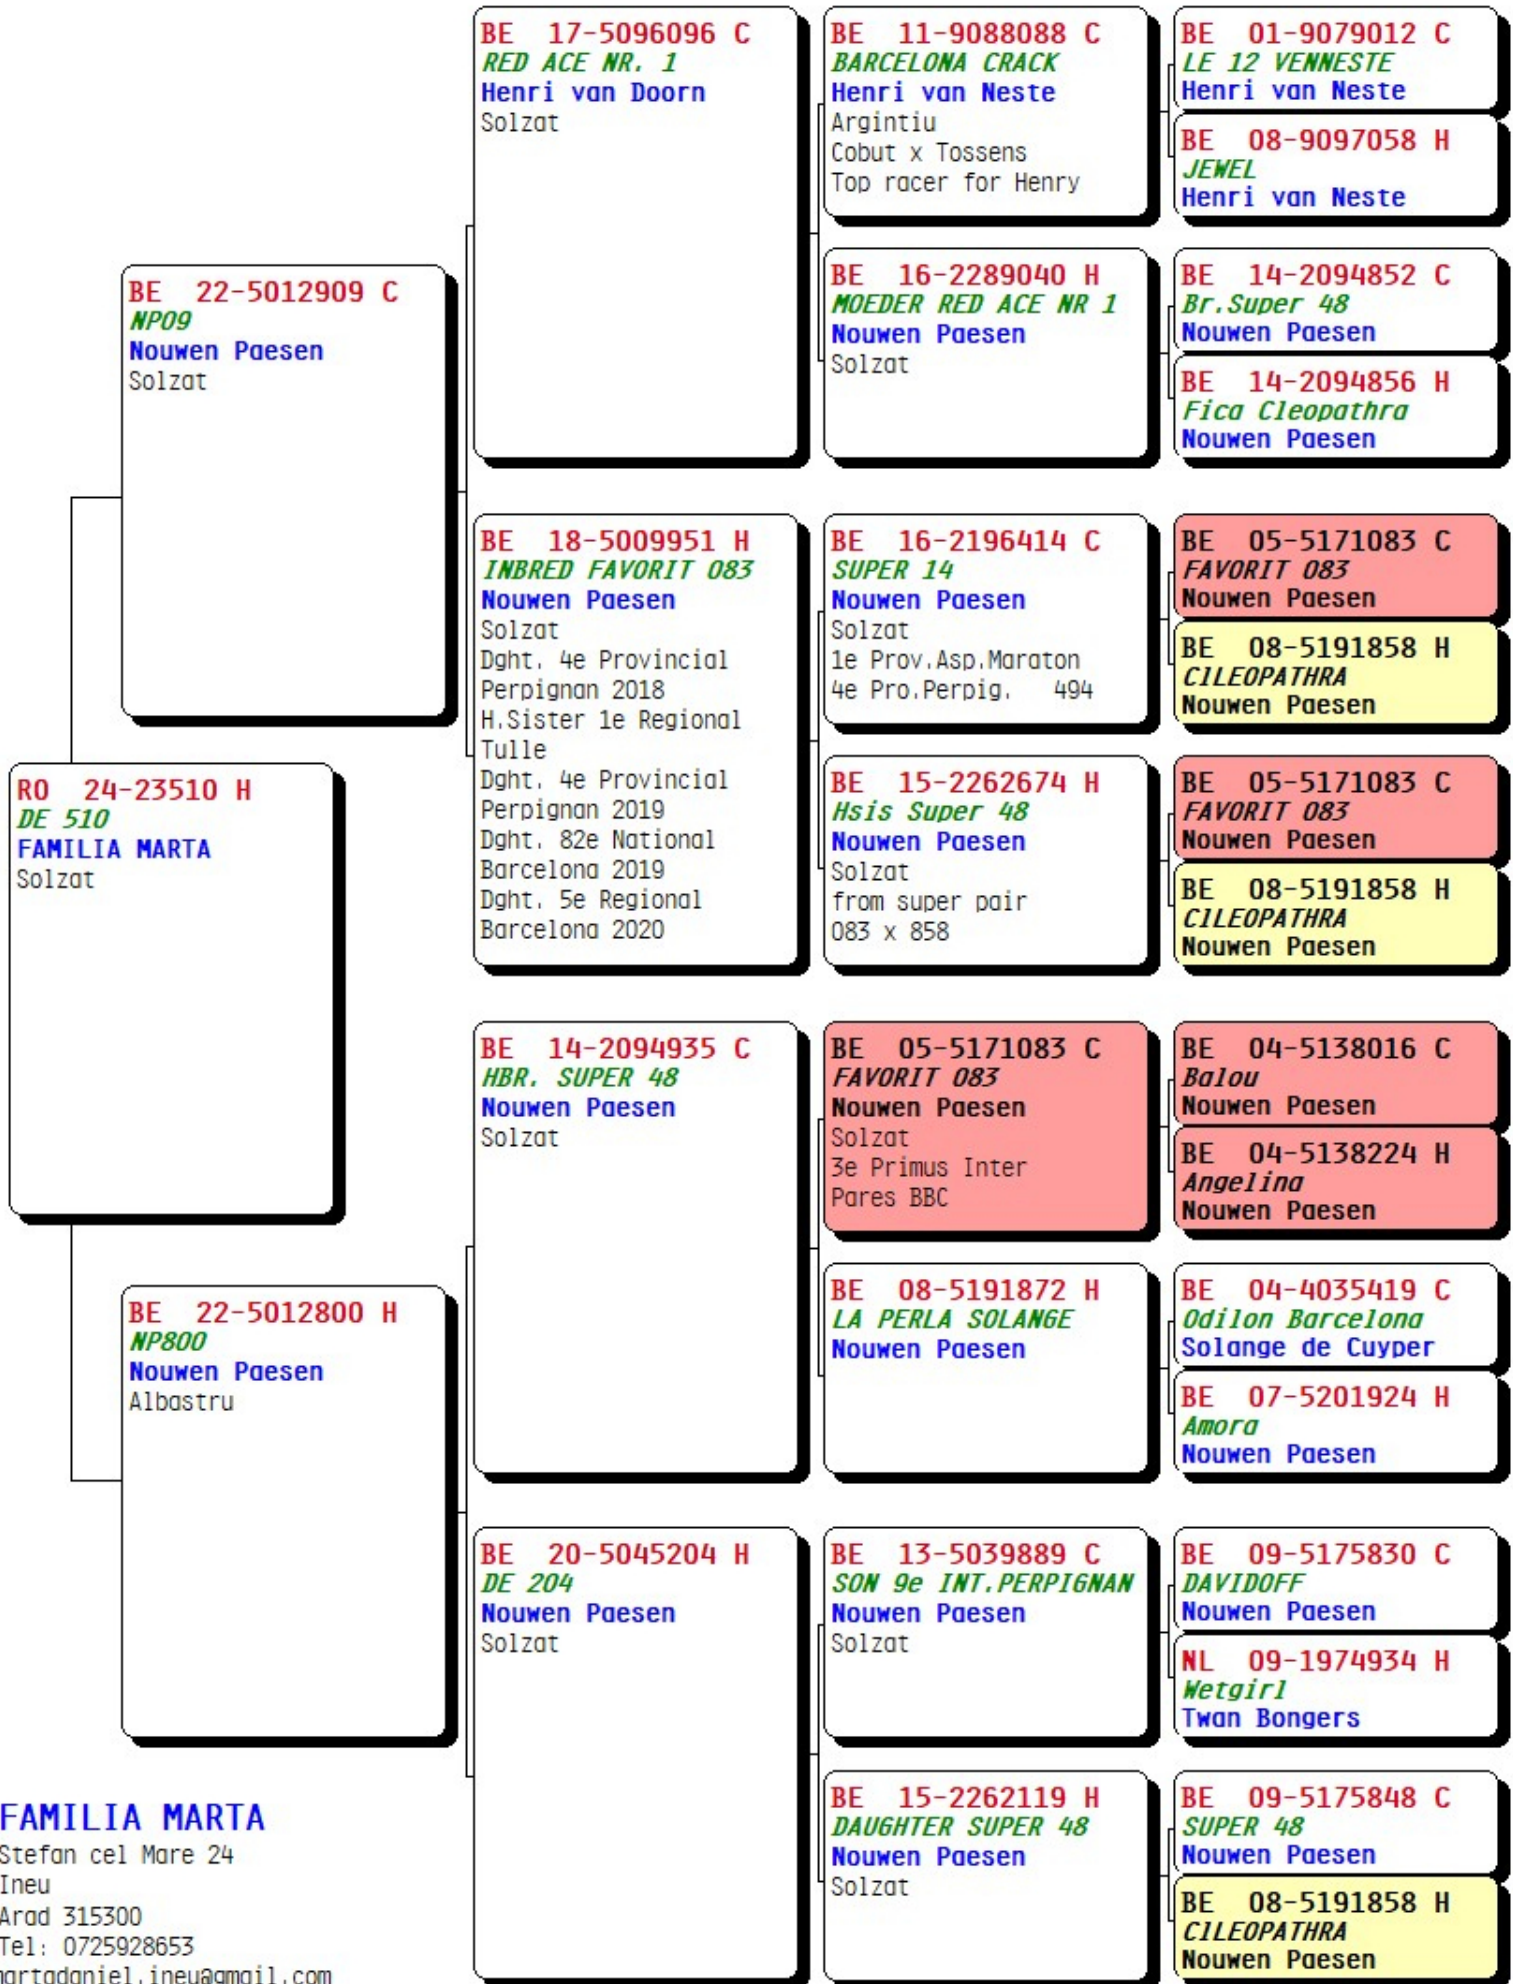 BE 17-5096096 C
RED ACE NR. 1
Henri van Doorn
Solzat
BE 11-9088088 C
BARCELONA CRACK
Henri van Neste
Argintiu
Cobut x Tossens
Top racer for Henry
BE 01-9079012 C
LE 12 VENNESTE
Henri van Neste
BE 08-9097058 H
JEWEL
Henri van Neste
BE 16-2289040 H
MOEDER RED ACE NR 1
Nouwen Paesen
Solzat
BE 14-2094852 C
Br.Super 48
Nouwen Paesen
BE 14-2094856 H
Fica Cleopathra
Nouwen Paesen
BE 22-5012909 C
NP09
Nouwen Paesen
Solzat
BE 18-5009951 H
INBRED FAVORIT 083
Nouwen Paesen
Solzat
Dght. 4e Provincial
Perpignan 2018
H.Sister 1e Regional
Tulle
Dght. 4e Provincial
Perpignan 2019
Dght. 82e National
Barcelona 2019
Dght. 5e Regional
Barcelona 2020
BE 16-2196414 C
SUPER 14
Nouwen Paesen
Solzat
1e Prov.Asp.Maraton
4e Pro.Perpig. 494
BE 05-5171083 C
FAVORIT 083
Nouwen Paesen
BE 08-5191858 H
CILEOPATHRA
Nouwen Paesen
BE 15-2262674 H
Hsis Super 48
Nouwen Paesen
Solzat
from super pair
083 x 858
BE 05-5171083 C
FAVORIT 083
Nouwen Paesen
BE 08-5191858 H
CILEOPATHRA
Nouwen Paesen
RO 24-23510 H
DE 510
FAMILIA MARTA
Solzat
BE 14-2094935 C
HBR. SUPER 48
Nouwen Paesen
Solzat
BE 05-5171083 C
FAVORIT 083
Nouwen Paesen
Solzat
3e Primus Inter
Pares BBC
BE 04-5138016 C
Balou
Nouwen Paesen
BE 04-5138224 H
Angelina
Nouwen Paesen
BE 08-5191872 H
LA PERLA SOLANGE
Nouwen Paesen
BE 04-4035419 C
Odilon Barcelona
Solange de Cuyper
BE 07-5201924 H
Amora
Nouwen Paesen
BE 22-5012800 H
NP800
Nouwen Paesen
Albastru
BE 20-5045204 H
DE 204
Nouwen Paesen
Solzat
BE 13-5039889 C
SON 9e INT.PERPIGNAN
Nouwen Paesen
Solzat
BE 09-5175830 C
DAVIDOFF
Nouwen Paesen
NL 09-1974934 H
Wetgirl
Twan Bongers
BE 15-2262119 H
DAUGHTER SUPER 48
Nouwen Paesen
Solzat
BE 09-5175848 C
SUPER 48
Nouwen Paesen
BE 08-5191858 H
CILEOPATHRA
Nouwen Paesen
FAMILIA MARTA
Stefan cel Mare 24
Ineu
Arad 315300
Tel: 0725928653
martadaniel.ineu@gmail.com